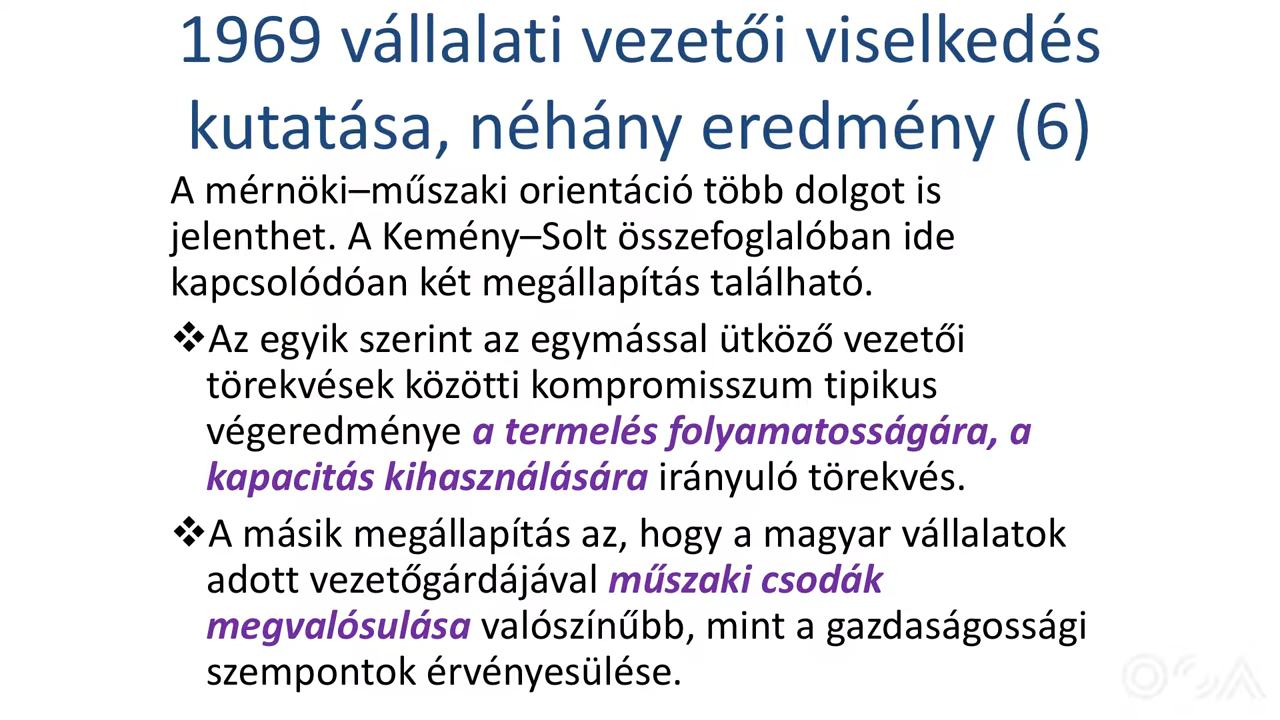 1969 vállalati vezetői viselkedés
kutatása, néhány eredmény (6)
A mérnöki–műszaki orientáció több dolgot is
jelenthet. A Kemény–Solt összefoglalóban ide
kapcsolódóan két megállapítás található.
❖Az egyik szerint az egymással ütköző vezetői
törekvések közötti kompromisszum tipikus
végeredménye a termelés folyamatosságára, a
kapacitás kihasználására irányuló törekvés.
❖A másik megállapítás az, hogy a magyar vállalatok
adott vezetőgárdájával műszaki csodák
megvalósulása valószínűbb, mint a gazdaságossági
szempontok érvényesülése.
OSA